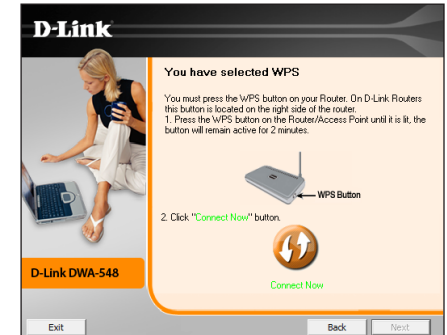 D-Link
You have selected WPS
You must press the WPS button on your Router. On D-Link Routers
this button is located on the right side of the router.
1. Press the WPS button on the Router/Access Point until it is lit, the
button will remain active for 2 minutes.
WPS Button
2. Click "Connect Now" button.
Connect Now
D-Link DWA-548
Exit
Back
Next